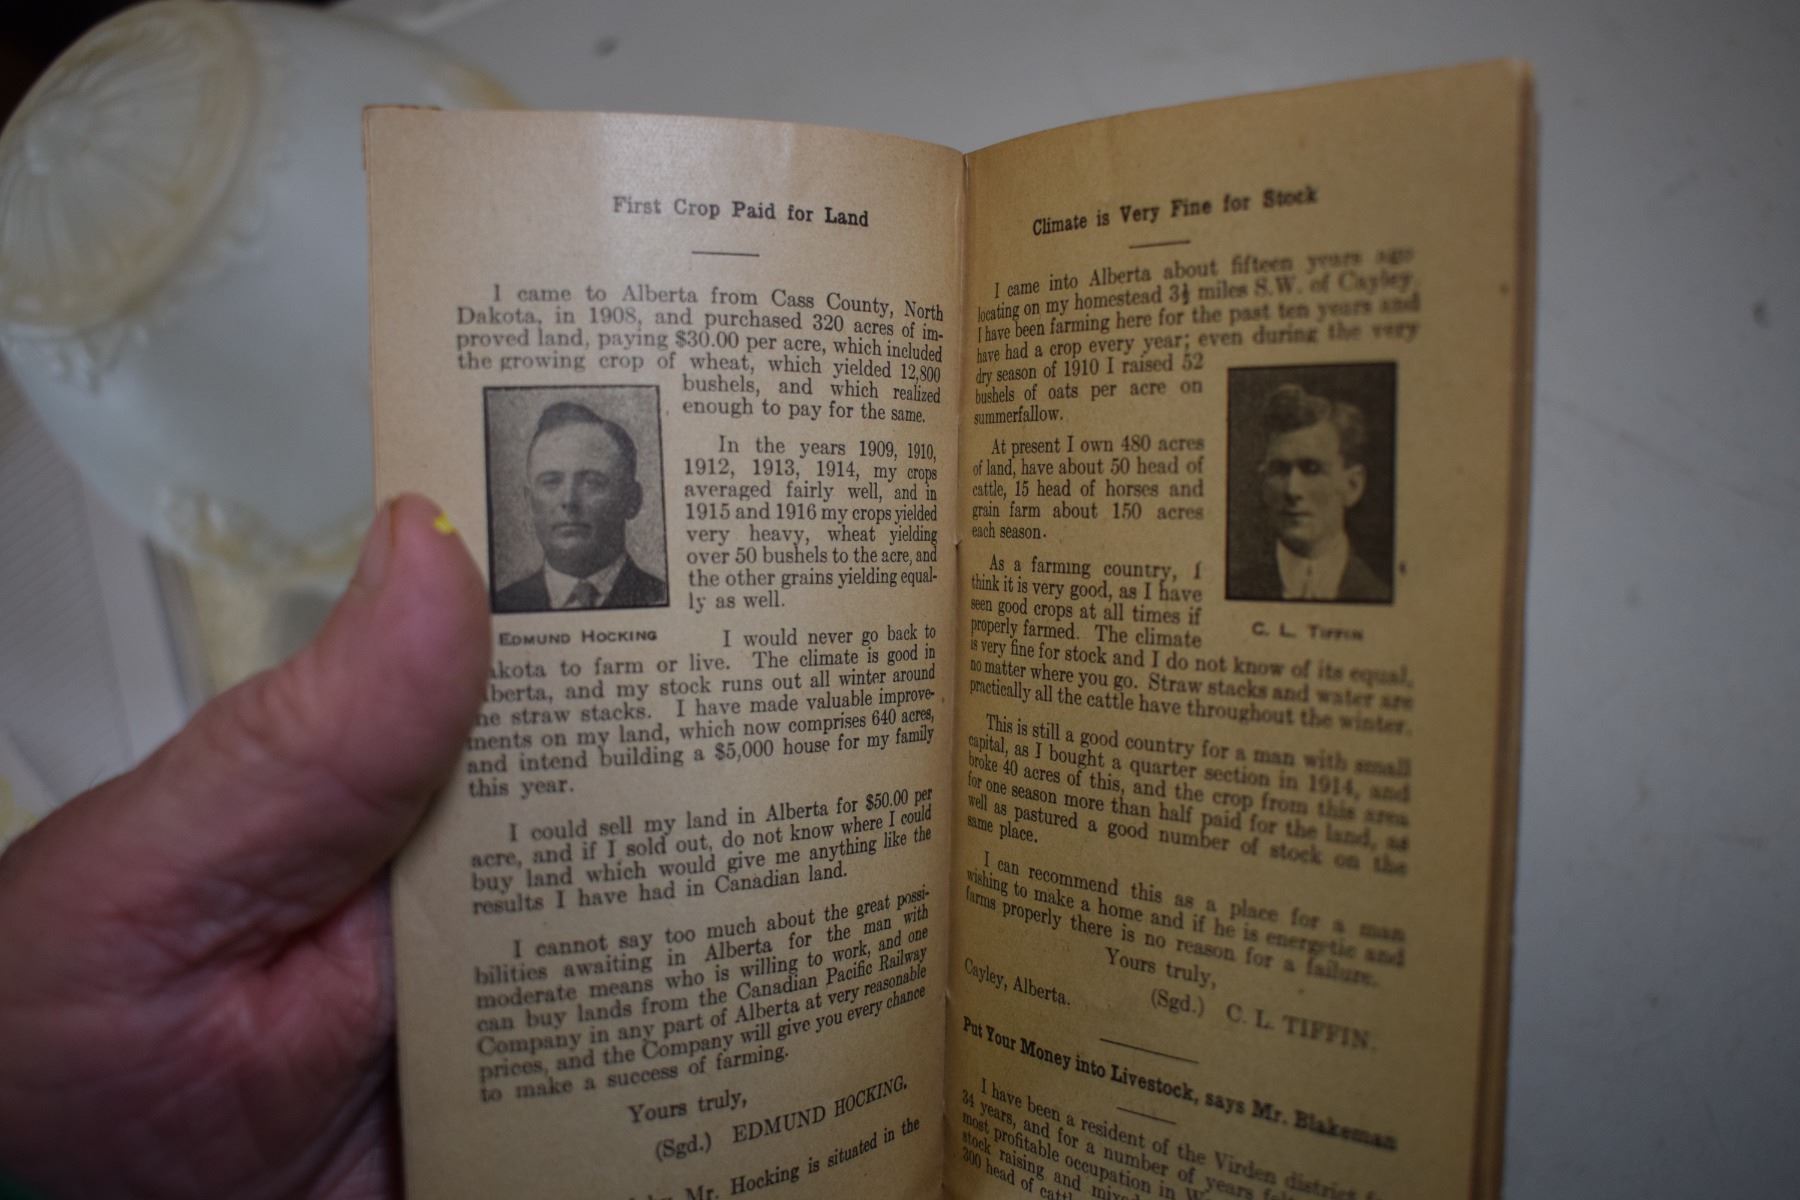 First Crop Paid for Land
I came to Alberta from Cass County, North
Dakota, in 1908, and purchased 320 acres of im-
proved land, paying $30.00 per acre, which included
the growing crop of wheat, which yielded 12,800
bushels, and which realized
enough to pay for the same.
In the years 1909, 1910,
1912, 1913, 1914, my crops
averaged fairly well, and in
1915 and 1916 my crops yielded
very heavy, wheat yielding
over 50 bushels to the acre, and
the other grains yielding equal-
ly as well.
EDMUND HOCKING
I would never go back to
akota to farm or live. The climate is good in
berta, and my stock runs out all winter around
he straw stacks. I have made valuable improve-
ments on my land, which now comprises 640 acres,
and intend building a $5,000 house for my family
this year.
I could sell my land in Alberta for $50.00 per
acre, and if I sold out, do not know where I could
buy land which would give me anything like the
results I have had in Canadian land.
I cannot say too much about the great possi-
bilities awaiting in Alberta for the man with
moderate means who is willing to work, and one
can buy lands from the Canadian Pacific Railway
Company in any part of Alberta at very reasonable
prices, and the Company will give you every chance
to make a success of farming.
Yours truly,
(Sgd.) EDMUND HOCKING.
Mr. Hocking is situated in the
Climate is Very Fine for Stock
I came into Alberta about fifteen years ago
locating on my homestead 3½ miles S.W. of Cayley,
I have been farming here for the past ten years and
have had a crop every year; even during the very
dry season of 1910 I raised 52
bushels of oats per acre on
summerfallow.
At present I own 480 acres
of land, have about 50 head of
cattle, 15 head of horses and
grain farm about 150 acres
each season.
As a farming country, I
think it is very good, as I have
seen good crops at all times if
properly farmed. The climate
C. L. TIFFIN
is very fine for stock and I do not know of its equal,
no matter where you go. Straw stacks and water are
practically all the cattle have throughout the winter.
This is still a good country for a man with small
capital, as I bought a quarter section in 1914, and
broke 40 acres of this, and the crop from this area
for one season more than half paid for the land, as
well as pastured a good number of stock on the
same place.
I can recommend this as a place for a man
wishing to make a home and if he is energetic and
farms properly there is no reason for a failure.
Yours truly,
Cayley, Alberta. (Sgd.) C. L. TIFFIN.
Put Your Money into Livestock, says Mr. Blakeman
I have been a resident of the Virden district
34 years, and for a number of years
most profitable occupation in
stock raising and mixed
300 head of